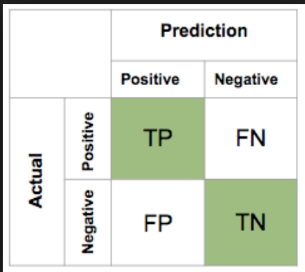 Prediction
Positive Negative
Actual
Positive
TP FN
Negative
FP TN